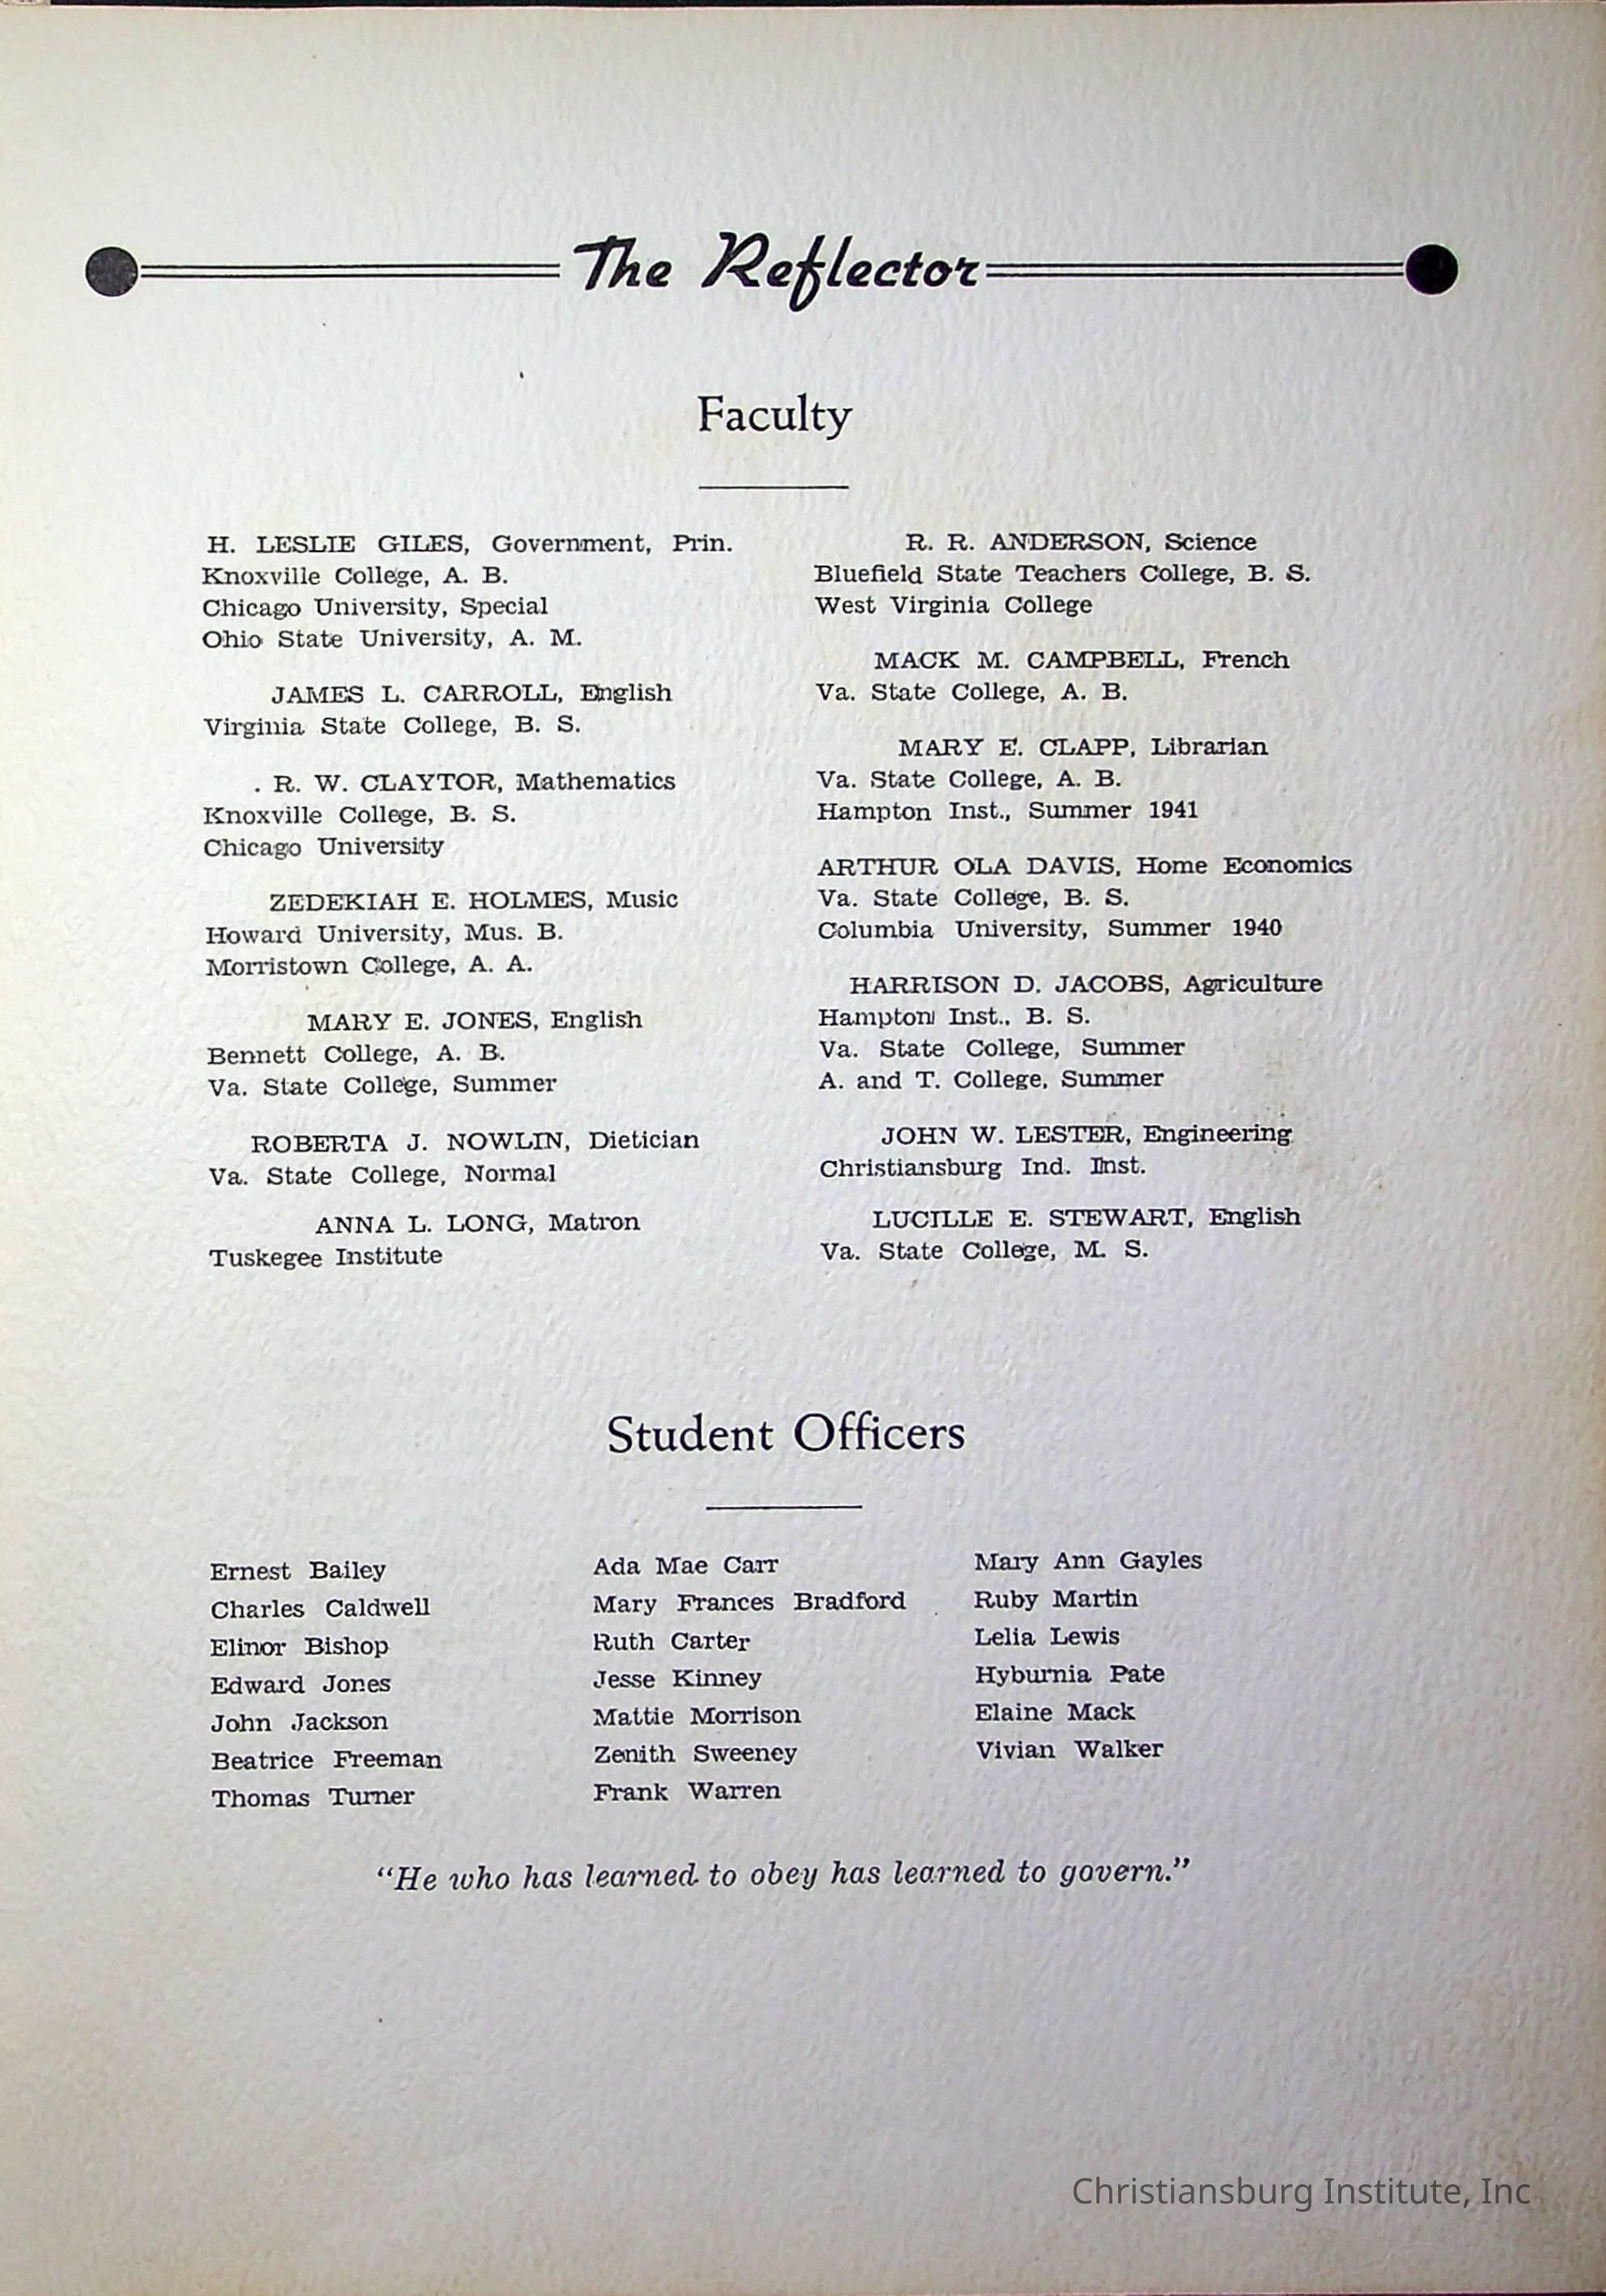 The Reflector
Faculty
H. LESLIE GILES, Government, Prin.
Knoxville College, A. B.
Chicago University, Special
Ohio State University, A. M.
JAMES L. CARROLL, English
Virginia State College, B. S.
. R. W. CLAYTOR, Mathematics
Knoxville College, B. S.
Chicago University
ZEDEKIAH E. HOLMES, Music
Howard University, Mus. B.
Morristown College, A. A.
MARY E. JONES, English
Bennett College, A. B.
Va. State College, Summer
ROBERTA J. NOWLIN, Dietician
Va. State College, Normal
ANNA L. LONG, Matron
Tuskegee Institute
R. R. ANDERSON, Science
Bluefield State Teachers College, B. S.
West Virginia College
MACK M. CAMPBELL, French
Va. State College, A. B.
MARY E. CLAPP, Librarian
Va. State College, A. B.
Hampton Inst., Summer 1941
ARTHUR OLA DAVIS, Home Economics
Va. State College, B. S.
Columbia University, Summer 1940
HARRISON D. JACOBS, Agriculture
Hampton Inst., B. S.
Va. State College, Summer
A. and T. College, Summer
JOHN W. LESTER, Engineering
Christiansburg Ind. Inst.
LUCILLE E. STEWART, English
Va. State College, M. S.
Student Officers
Ernest Bailey
Charles Caldwell
Elinor Bishop
Edward Jones
John Jackson
Beatrice Freeman
Thomas Turner
Ada Mae Carr
Mary Frances Bradford
Ruth Carter
Jesse Kinney
Mattie Morrison
Zenith Sweeney
Frank Warren
Mary Ann Gayles
Ruby Martin
Lelia Lewis
Hyburnia Pate
Elaine Mack
Vivian Walker
“He who has learned to obey has learned to govern.”
Christiansburg Institute, Inc